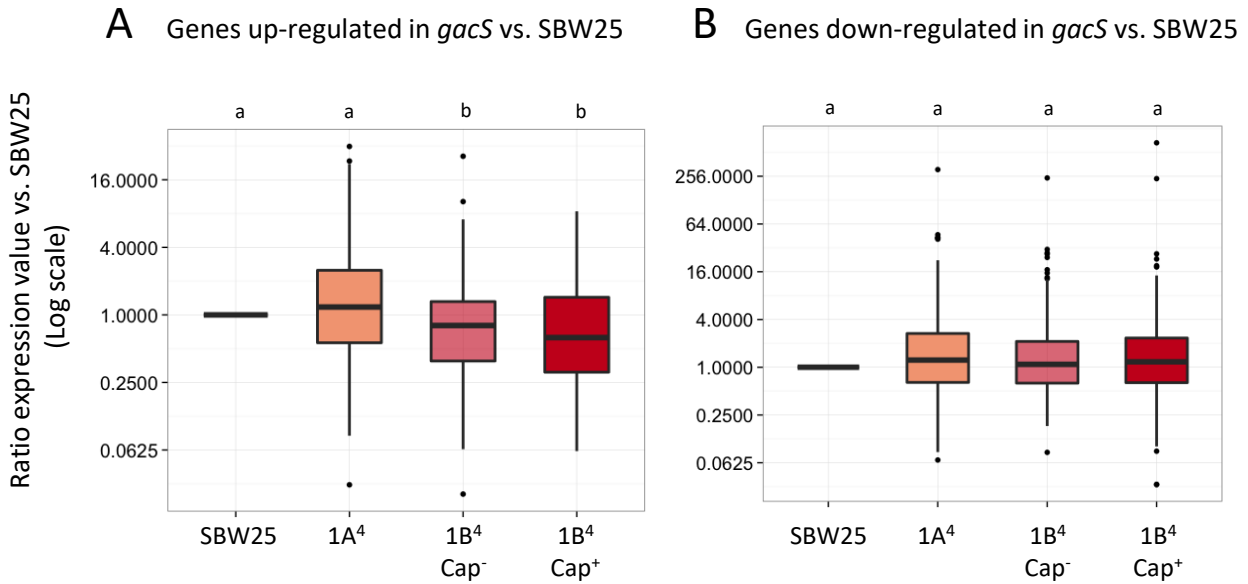 A Genes up-regulated in gacS vs. SBW25
B Genes down-regulated in gacS vs. SBW25
Ratio expression value vs. SBW25
(Log scale)
a a b b
16.0000
4.0000
1.0000
0.2500
0.0625
SBW25 1A⁴ 1B⁴ 1B⁴
Cap⁻ Cap⁺
a a a a
256.0000
64.0000
16.0000
4.0000
1.0000
0.2500
0.0625
SBW25 1A⁴ 1B⁴ 1B⁴
Cap⁻ Cap⁺